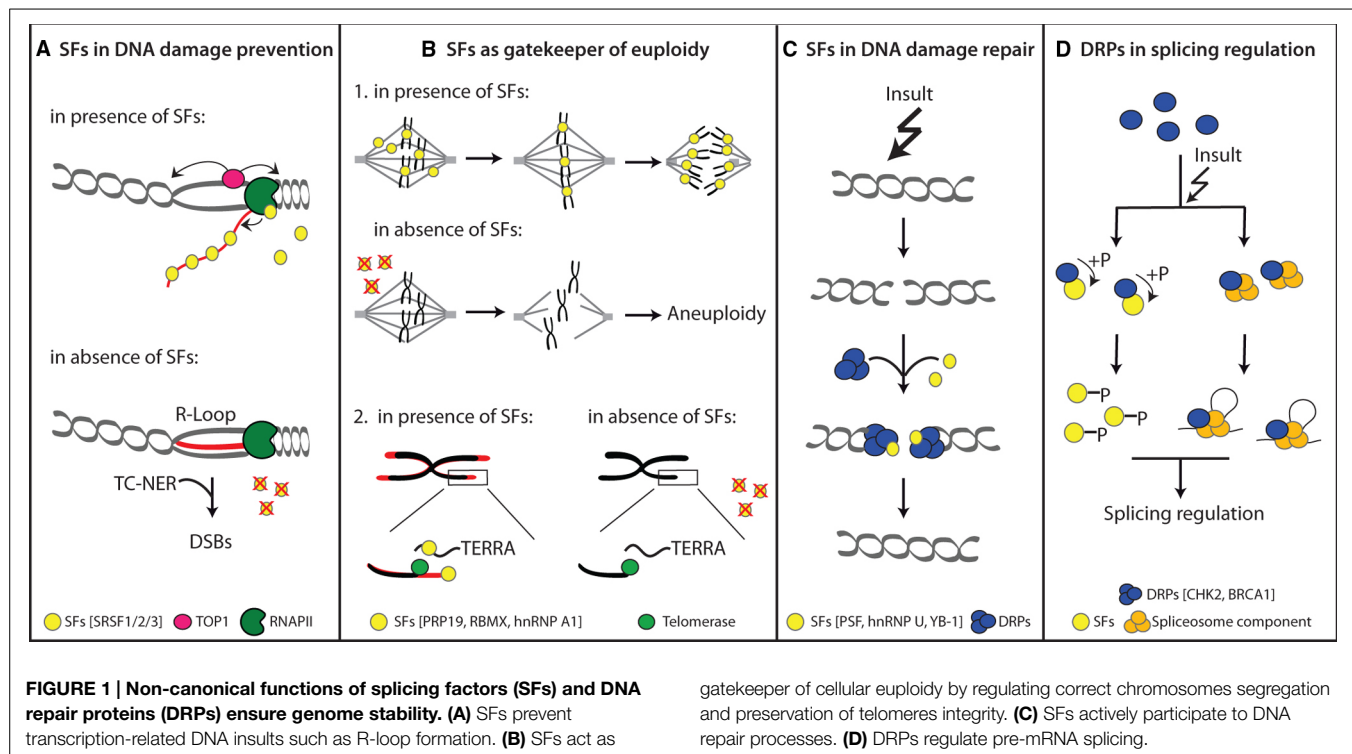 A SFs in DNA damage prevention
in presence of SFs:
in absence of SFs:
R-Loop
TC-NER
DSBs
SFs [SRSF1/2/3] TOP1 RNAPII
B SFs as gatekeeper of euploidy
1. in presence of SFs:
in absence of SFs:
Aneuploidy
2. in presence of SFs: in absence of SFs:
TERRA TERRA
SFs [PRP19, RBMX, hnRNP A1] Telomerase
C SFs in DNA damage repair
Insult
SFs [PSF, hnRNP U, YB-1] DRPs
D DRPs in splicing regulation
Insult
+P +P
P
P
P
Splicing regulation
DRPs [CHK2, BRCA1]
SFs Spliceosome component
FIGURE 1 | Non-canonical functions of splicing factors (SFs) and DNA
repair proteins (DRPs) ensure genome stability. (A) SFs prevent
transcription-related DNA insults such as R-loop formation. (B) SFs act as
gatekeeper of cellular euploidy by regulating correct chromosomes segregation
and preservation of telomeres integrity. (C) SFs actively participate to DNA
repair processes. (D) DRPs regulate pre-mRNA splicing.